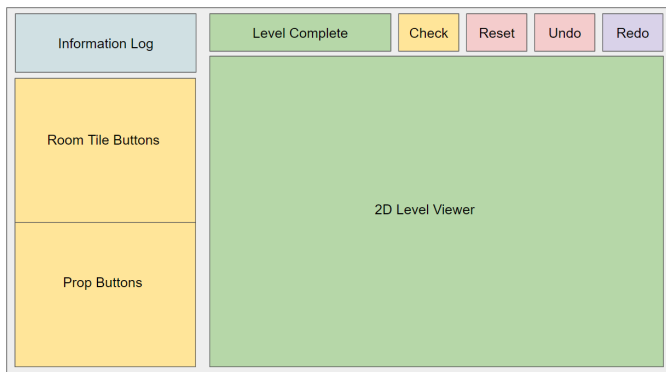 Information Log
Level Complete
Check
Reset
Undo
Redo
Room Tile Buttons
2D Level Viewer
Prop Buttons